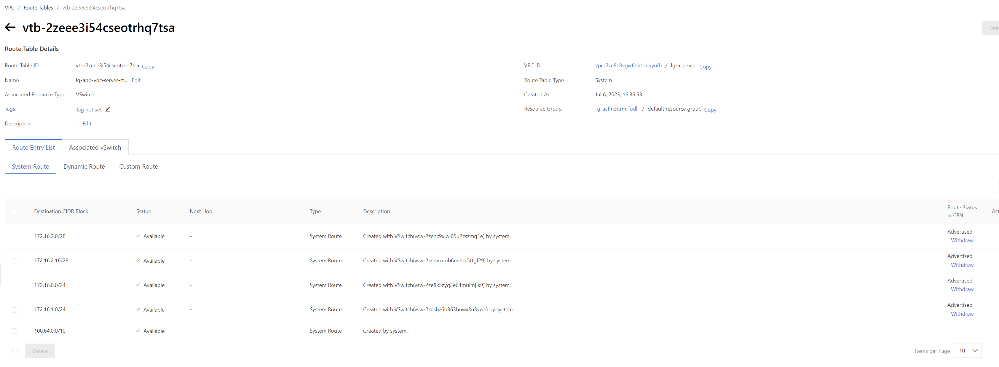 VPC / Route Tables / vtb-2zeee3i54cseotrhq7tsa
vtb-2zeee3i54cseotrhq7tsa
Dele
Route Table Details
Route Table ID vtb-2zeee3i54cseotrhq7tsa Copy VPC ID vpc-2ze8e8vgw6da1iaiayufb / lg-app-vpc Copy
Name lg-app-vpc-server-rt... Edit Route Table Type System
Associated Resource Type VSwitch Created At Jul 6, 2023, 16:36:53
Tags Tag not set Resource Group rg-acfm3itrmrfudli / default resource group Copy
Description - Edit
Route Entry List Associated vSwitch
System Route Dynamic Route Custom Route
Destination CIDR Block Status Next Hop Type Description Route Status in CEN Act
172.16.2.0/28 Available - System Route Created with VSwitch(vsw-2zehc9xjwl05u2cszmg1e) by system. Advertised
Withdraw
172.16.2.16/28 Available - System Route Created with VSwitch(vsw-2zerwxnob6mebk5ttgf29) by system. Advertised
Withdraw
172.16.0.0/24 Available - System Route Created with VSwitch(vsw-2ze8k5zyq3e64mulmjik9) by system. Advertised
Withdraw
172.16.1.0/24 Available - System Route Created with VSwitch(vsw-2zesbz6b363hnwx3u3vwe) by system. Advertised
Withdraw
100.64.0.0/10 Available - System Route Created by system. -
Delete Items per Page 10